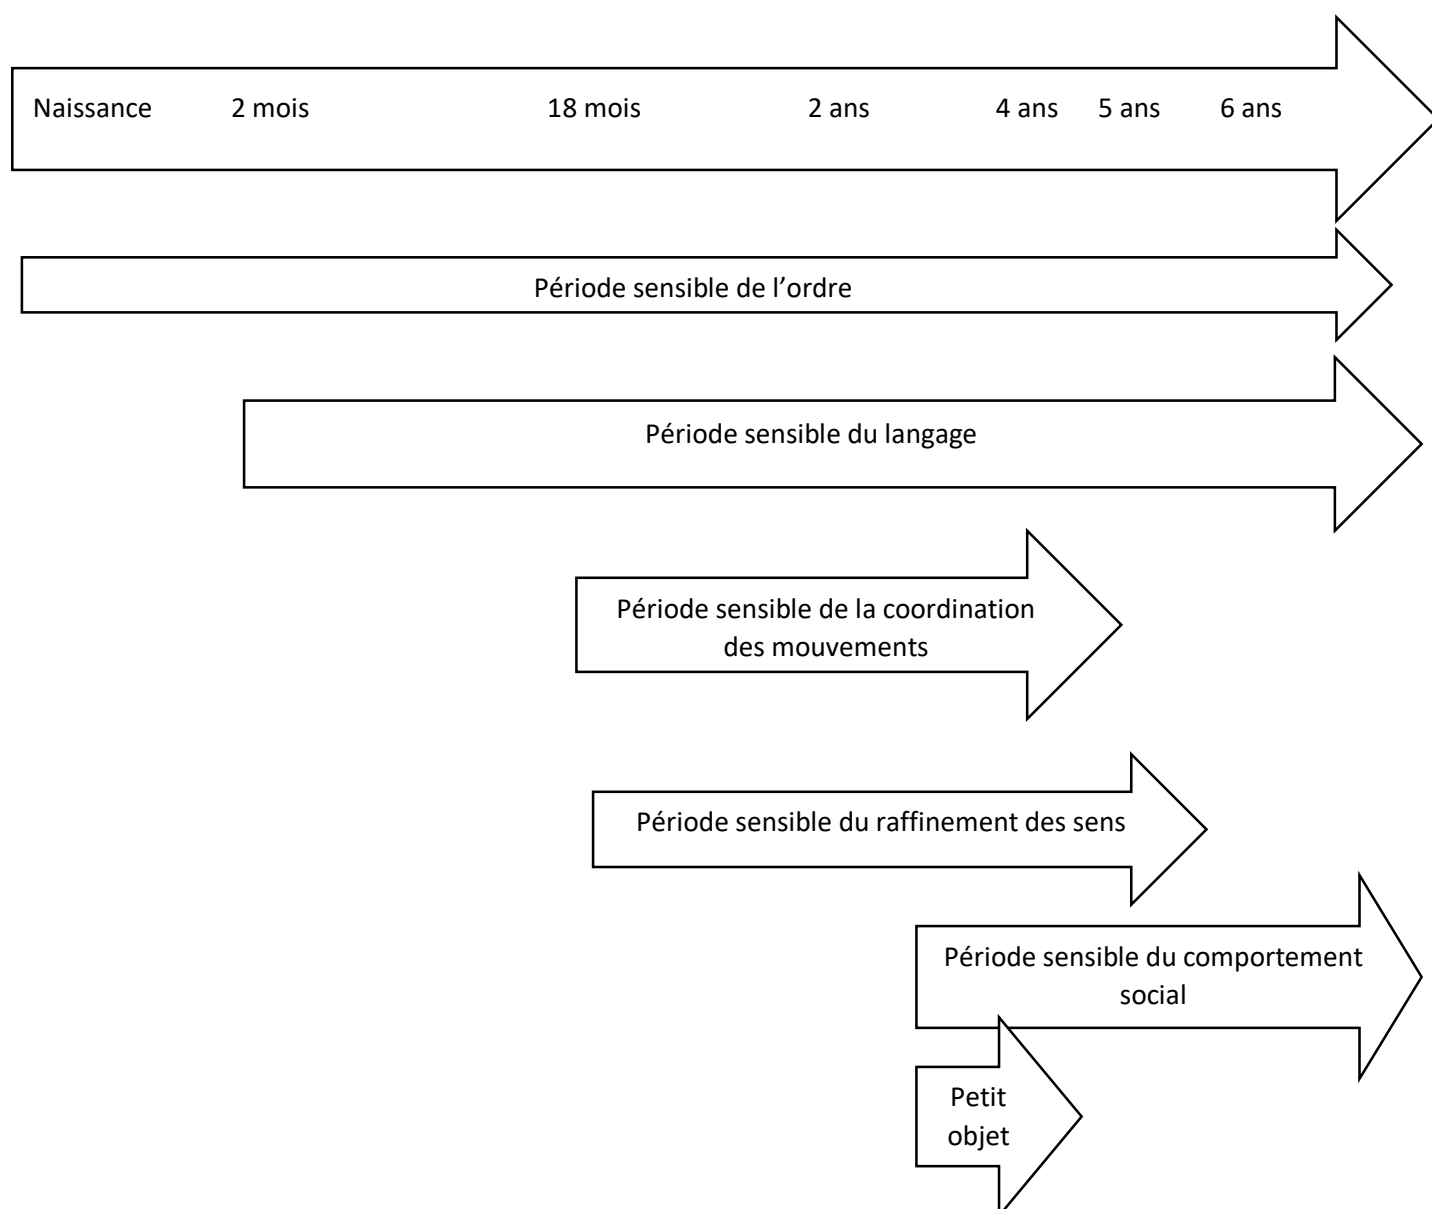 Naissance 2 mois 18 mois 2 ans 4 ans 5 ans 6 ans
Période sensible de l’ordre
Période sensible du langage
Période sensible de la coordination
des mouvements
Période sensible du raffinement des sens
Période sensible du comportement
social
Petit
objet